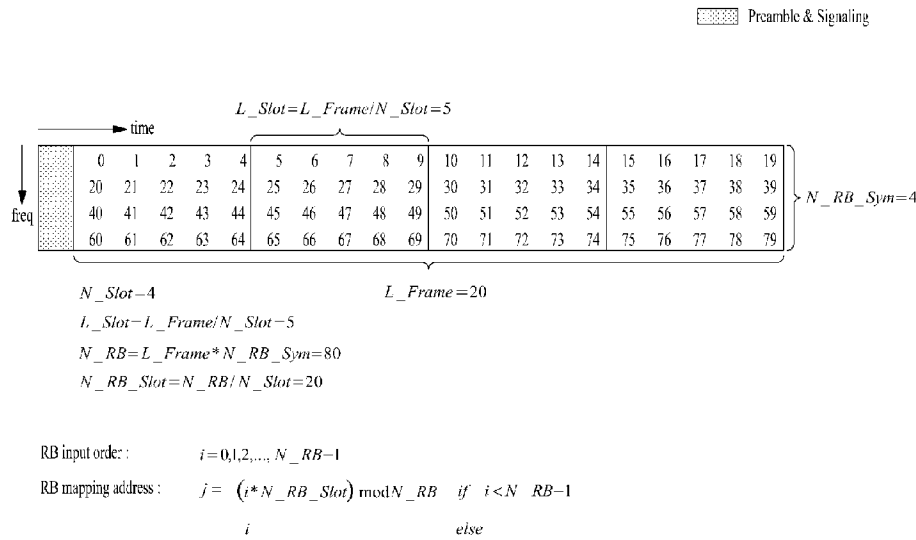 Preamble & Signaling
L_Slot=L_Frame/N_Slot=5
time
0 1 2 3 4 5 6 7 8 9 10 11 12 13 14 15 16 17 18 19
20 21 22 23 24 25 26 27 28 29 30 31 32 33 34 35 36 37 38 39
freq
40 41 42 43 44 45 46 47 48 49 50 51 52 53 54 55 56 57 58 59
60 61 62 63 64 65 66 67 68 69 70 71 72 73 74 75 76 77 78 79
N_RB_Sym=4
N_Slot=4
L_Frame=20
L_Slot=L_Frame/N_Slot=5
N_RB=L_Frame*N_RB_Sym=80
N_RB_Slot=N_RB/N_Slot=20
RB input order : i=0,1,2,..., N_RB-1
RB mapping address : j= (i*N_RB_Slot) mod N_RB if i<N RB-1
i else